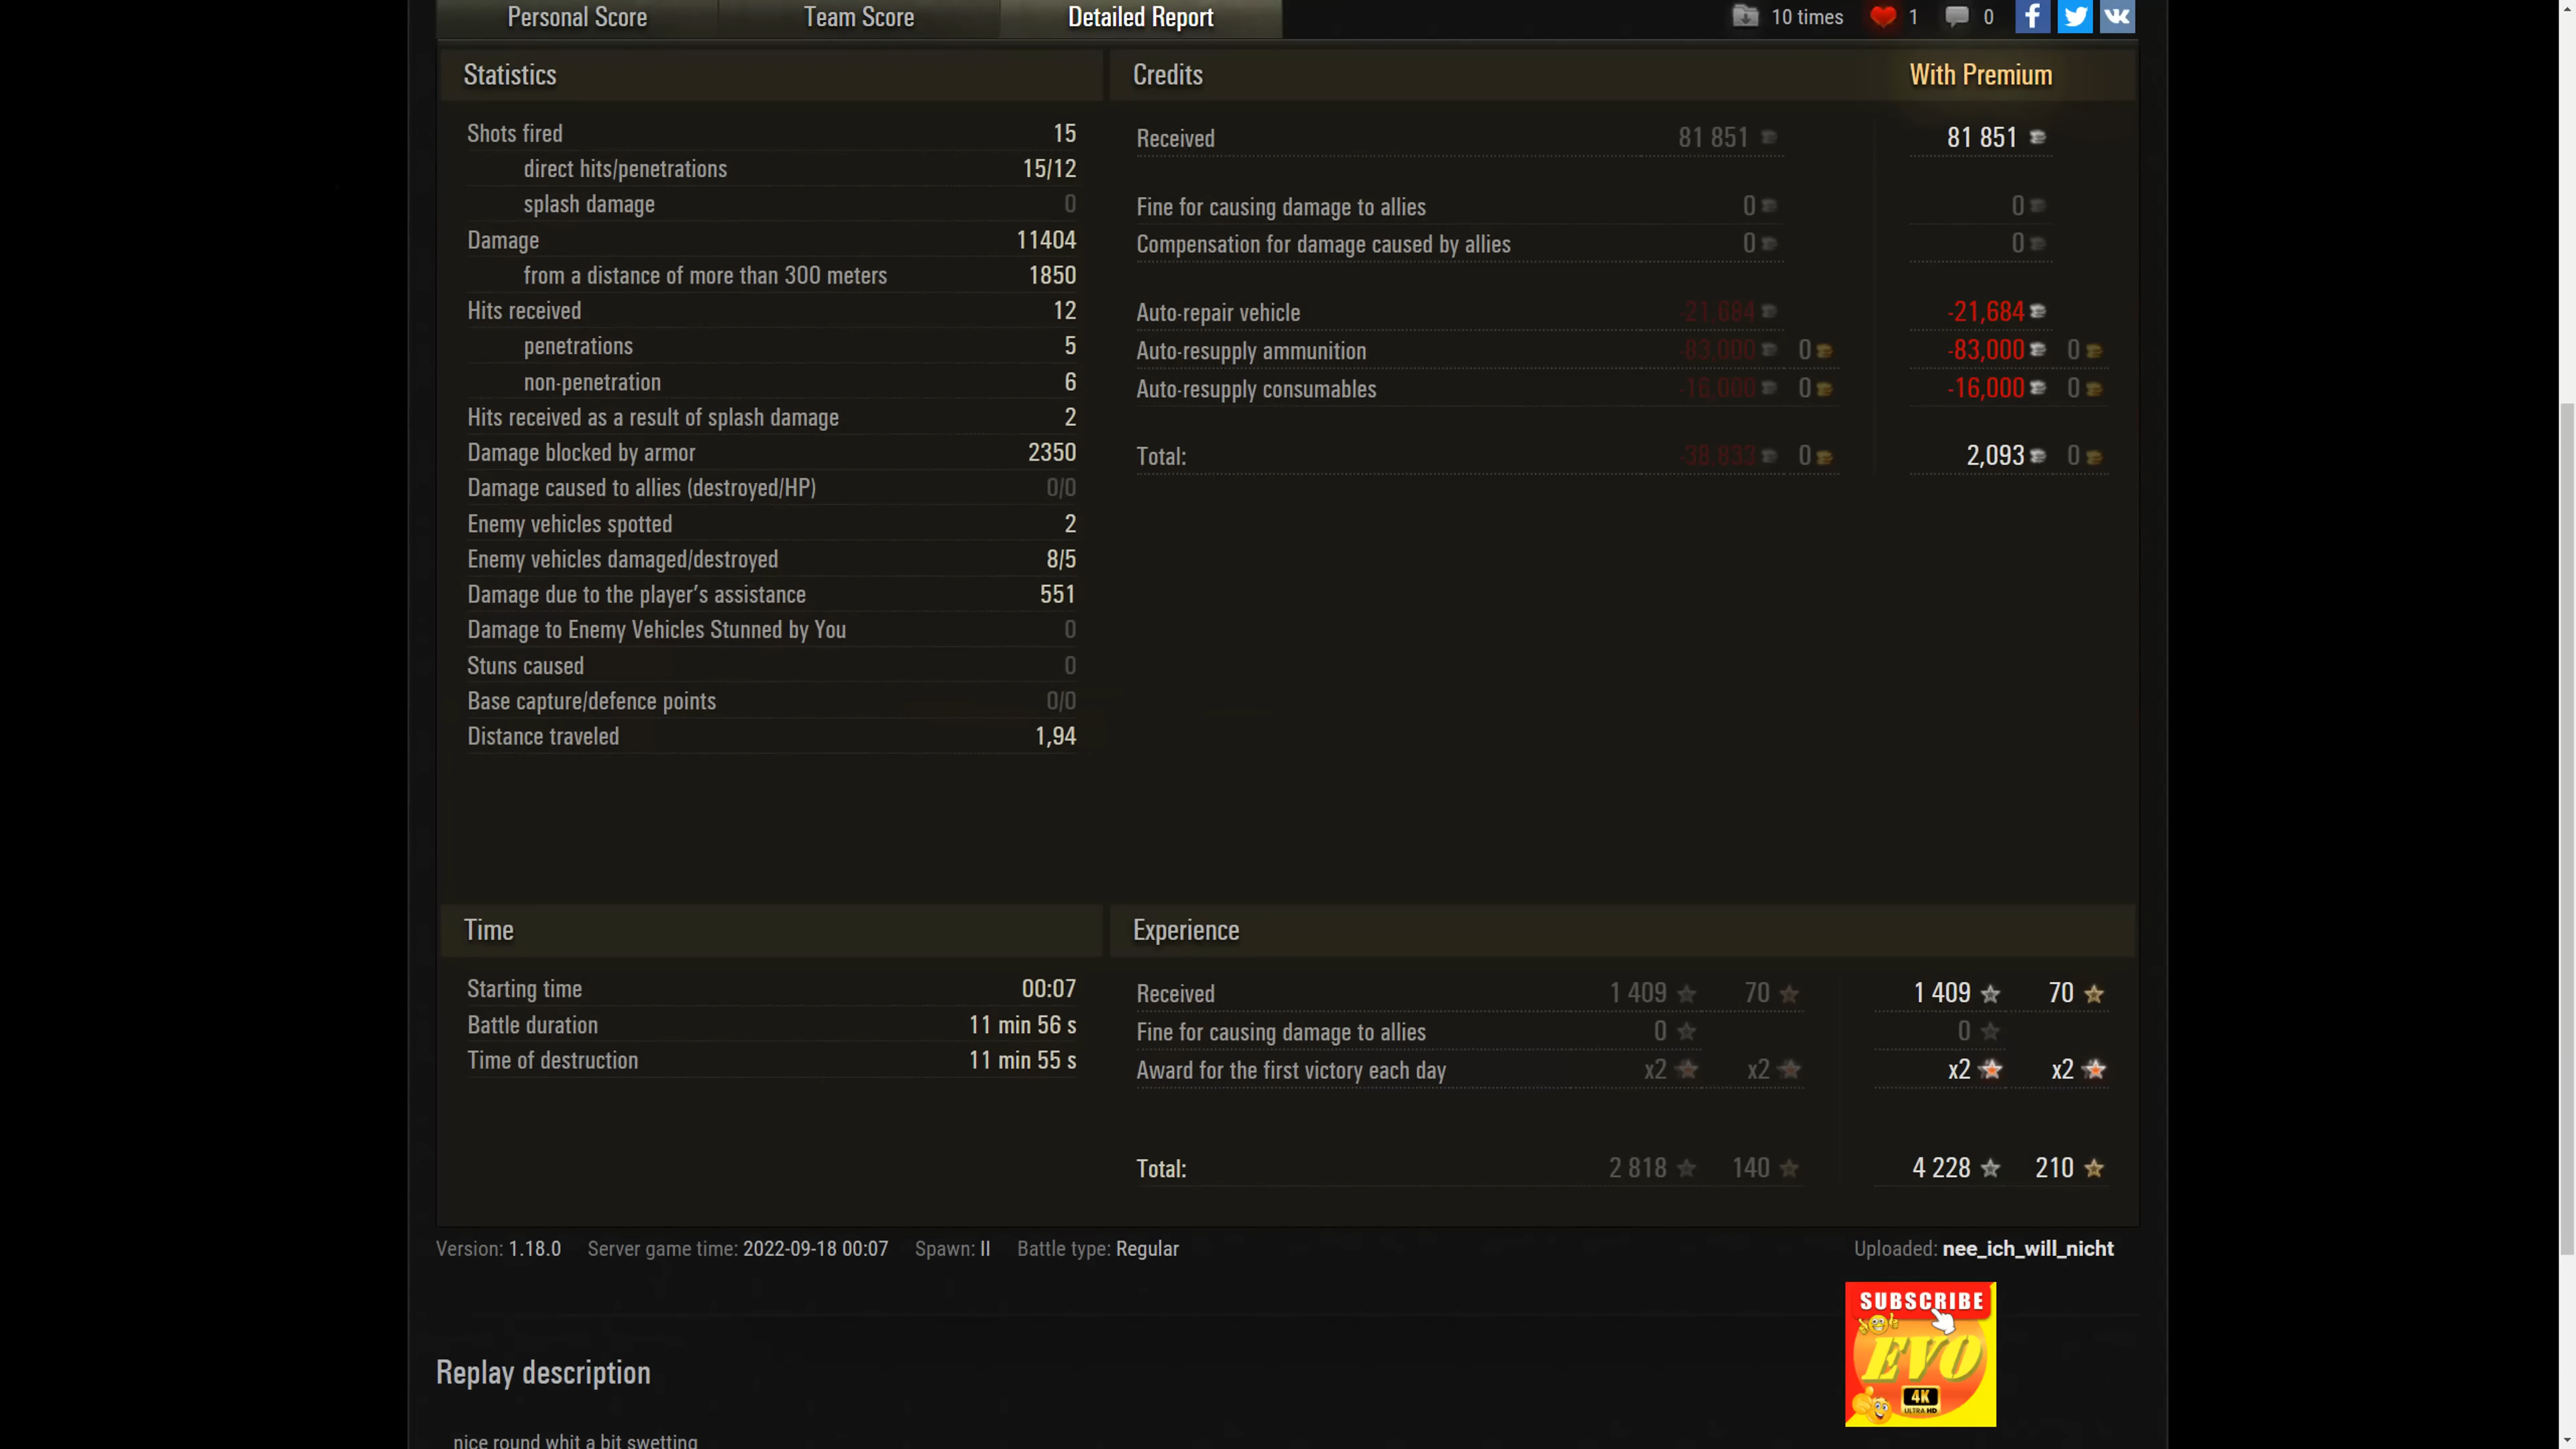 Personal Score Team Score Detailed Report 10 times 1 0
Statistics
Shots fired 15
direct hits/penetrations 15/12
splash damage 0
Damage 11404
from a distance of more than 300 meters 1850
Hits received 12
penetrations 5
non-penetration 6
Hits received as a result of splash damage 2
Damage blocked by armor 2350
Damage caused to allies (destroyed/HP) 0/0
Enemy vehicles spotted 2
Enemy vehicles damaged/destroyed 8/5
Damage due to the player’s assistance 551
Damage to Enemy Vehicles Stunned by You 0
Stuns caused 0
Base capture/defence points 0/0
Distance traveled 1,94
Credits With Premium
Received 81 851 81 851
Fine for causing damage to allies 0 0
Compensation for damage caused by allies 0 0
Auto-repair vehicle -21,684 -21,684
Auto-resupply ammunition -83,000 0 -83,000 0
Auto-resupply consumables -16,000 0 -16,000 0
Total: -38,833 0 2,093 0
Time
Starting time 00:07
Battle duration 11 min 56 s
Time of destruction 11 min 55 s
Experience
Received 1 409 70 1 409 70
Fine for causing damage to allies 0 0
Award for the first victory each day x2 x2 x2 x2
Total: 2 818 140 4 228 210
Version: 1.18.0 Server game time: 2022-09-18 00:07 Spawn: II Battle type: Regular Uploaded: nee_ich_will_nicht
SUBSCRIBE
EVO
4K
ULTRA HD
Replay description
nice round whit a bit swetting